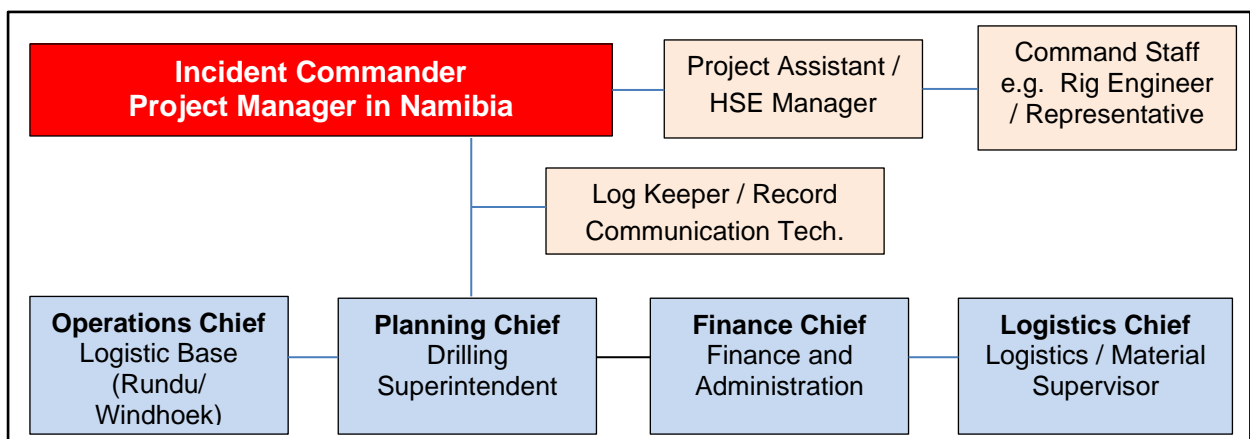 Incident Commander
Project Manager in Namibia
Project Assistant /
HSE Manager
Command Staff
e.g. Rig Engineer
/ Representative
Log Keeper / Record
Communication Tech.
Operations Chief
Logistic Base
(Rundu/
Windhoek)
Planning Chief
Drilling
Superintendent
Finance Chief
Finance and
Administration
Logistics Chief
Logistics / Material
Supervisor